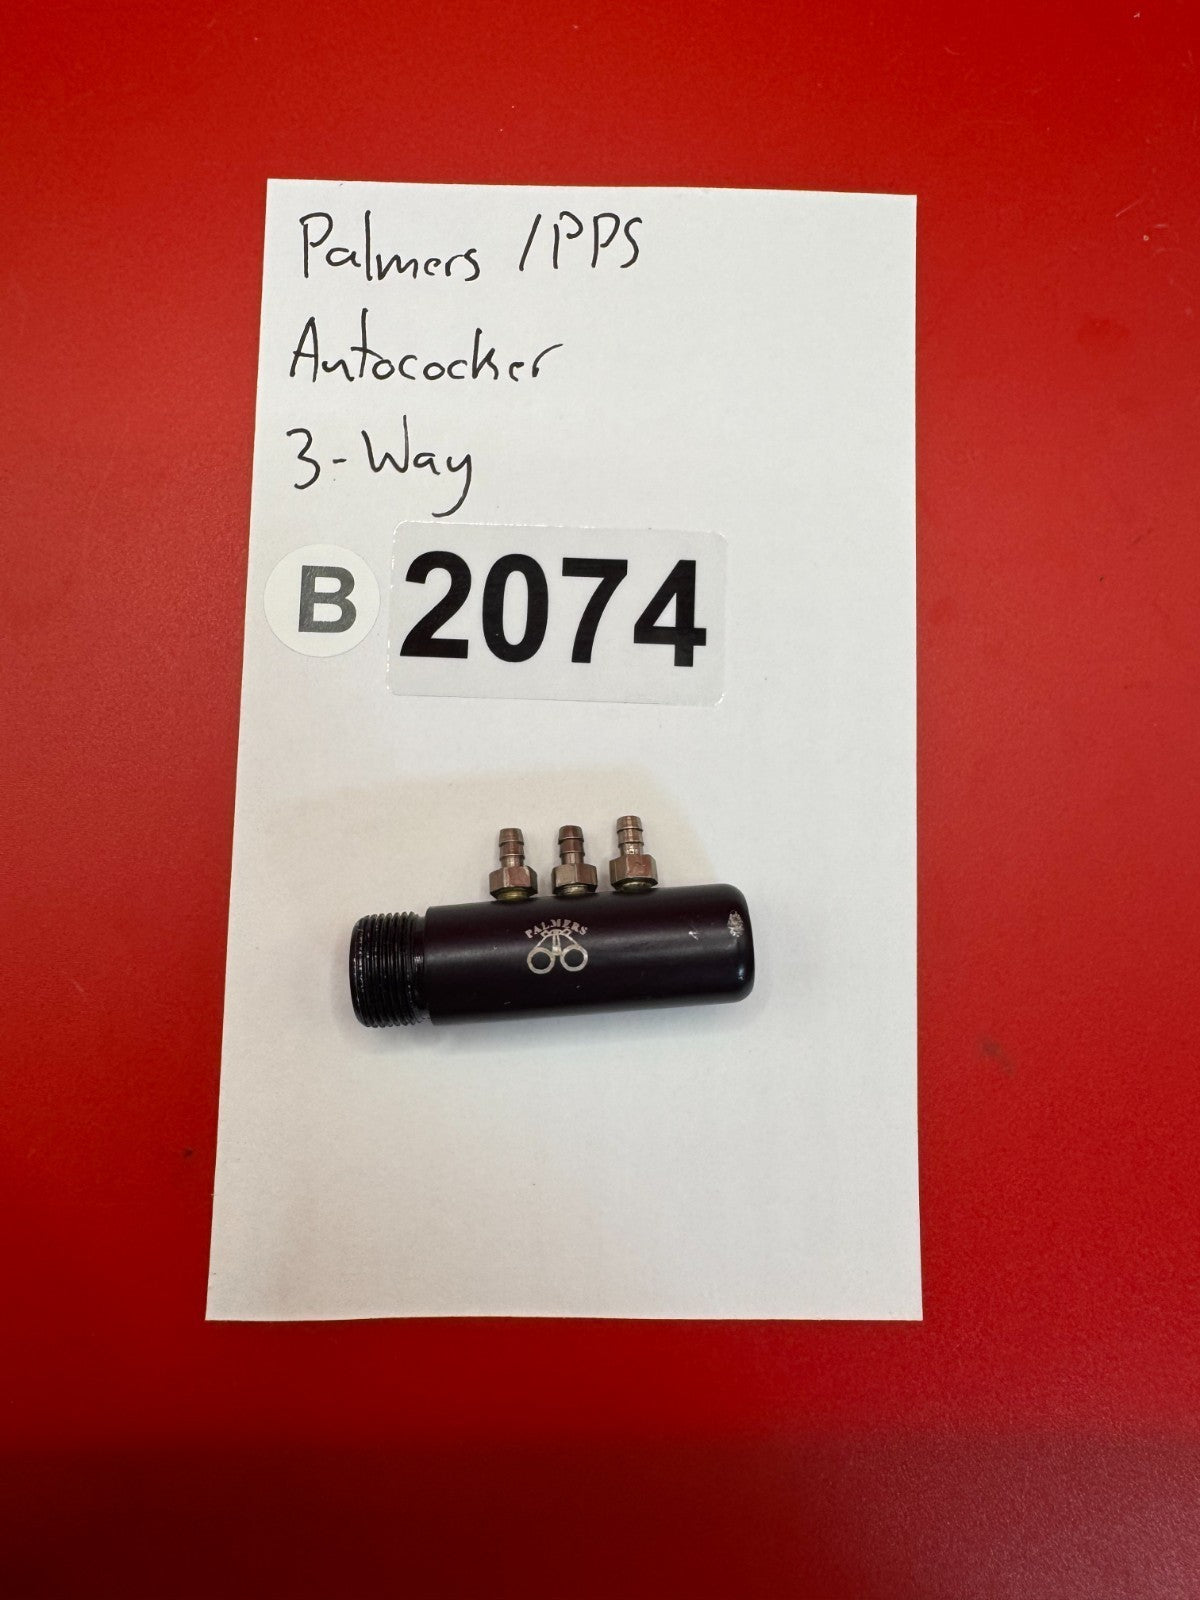 Palmers /PPS
Autococker
3-Way
B 2074
PALMERS